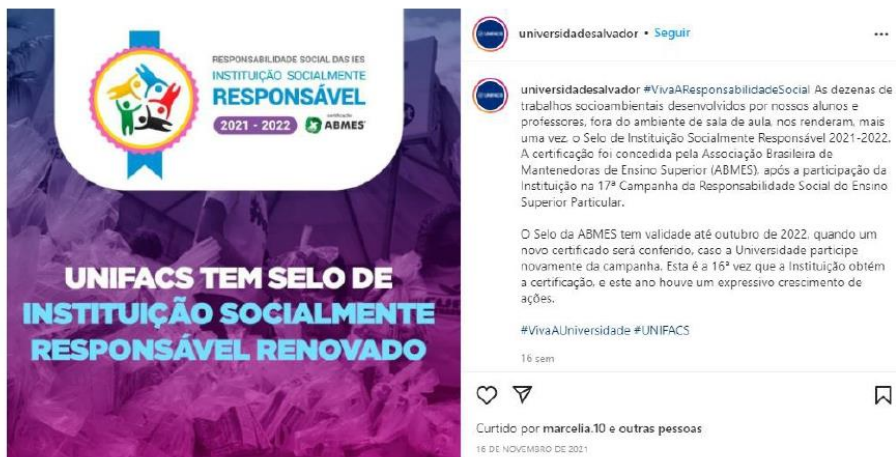 RESPONSABILIDADE SOCIAL DAS IES
INSTITUIÇÃO SOCIALMENTE
RESPONSÁVEL
2021 - 2022
certificação
ABMES
UNIFACS TEM SELO DE
INSTITUIÇÃO SOCIALMENTE
RESPONSÁVEL RENOVADO
universidadesalvador • Seguir
universidadesalvador #VivaAResponsabilidadeSocial As dezenas de
trabalhos socioambientais desenvolvidos por nossos alunos e
professores, fora do ambiente de sala de aula, nos renderam, mais
uma vez, o Selo de Instituição Socialmente Responsável 2021-2022.
A certificação foi concedida pela Associação Brasileira de
Mantenedoras de Ensino Superior (ABMES), após a participação da
Instituição na 17ª Campanha da Responsabilidade Social do Ensino
Superior Particular.
O Selo da ABMES tem validade até outubro de 2022, quando um
novo certificado será conferido, caso a Universidade participe
novamente da campanha. Esta é a 16ª vez que a Instituição obtém
a certificação, e este ano houve um expressivo crescimento de
ações.
#VivaAUniversidade #UNIFACS
16 sem
Curtido por marcelia.10 e outras pessoas
16 DE NOVEMBRO DE 2021